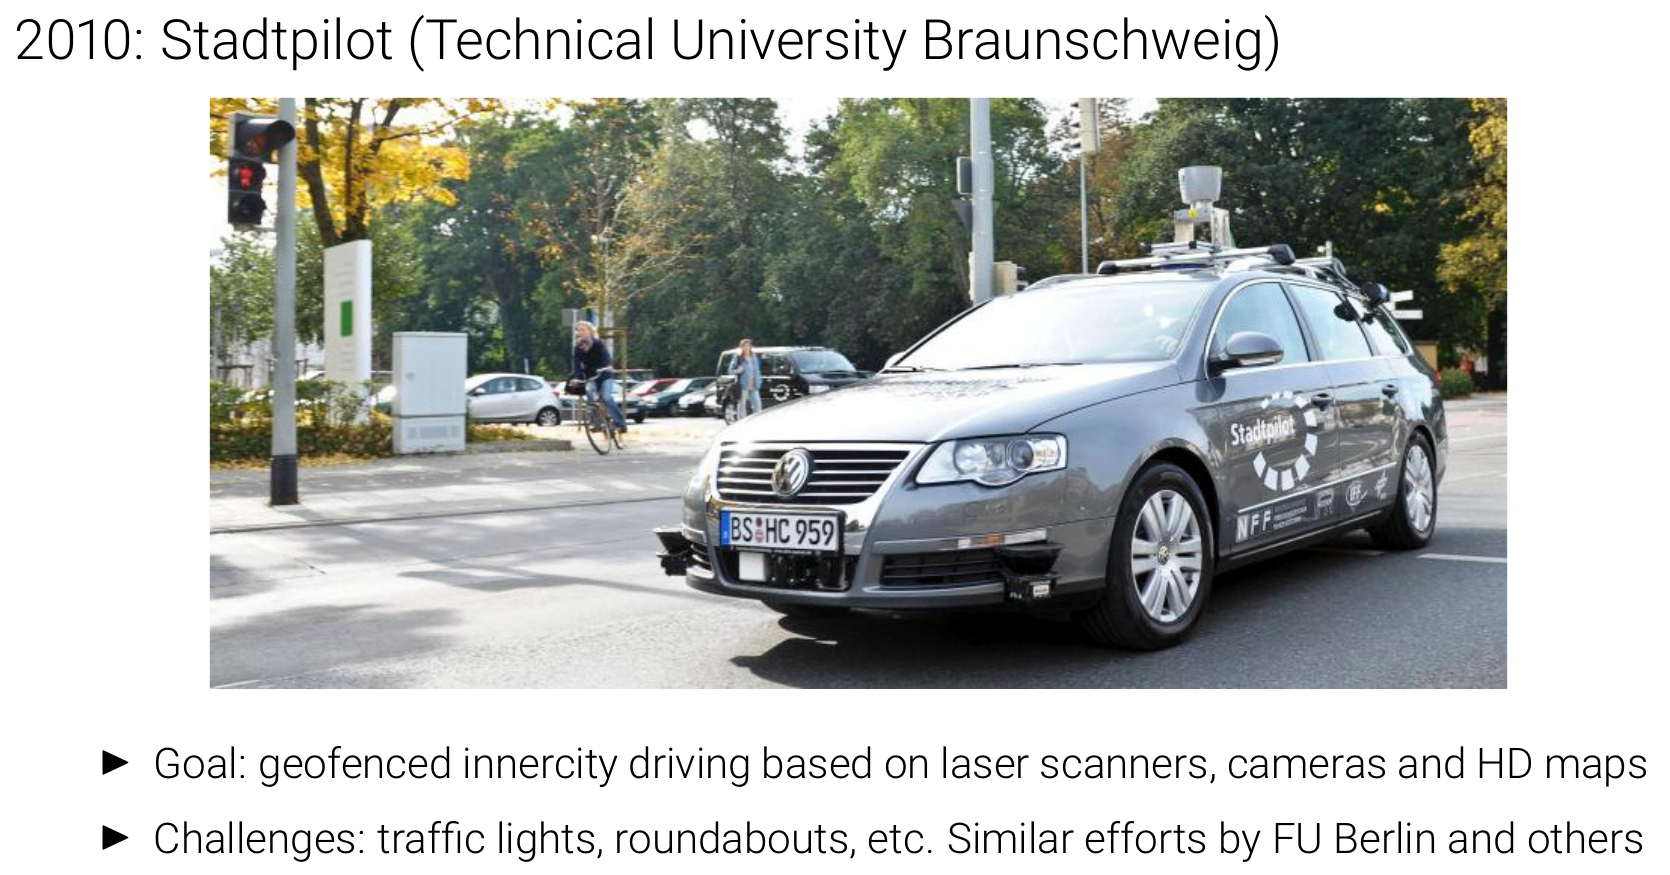 2010: Stadtpilot (Technical University Braunschweig)
Stadtpilot
BS HC 959
NFF
iFF
► Goal: geofenced innercity driving based on laser scanners, cameras and HD maps
► Challenges: traffic lights, roundabouts, etc. Similar efforts by FU Berlin and others